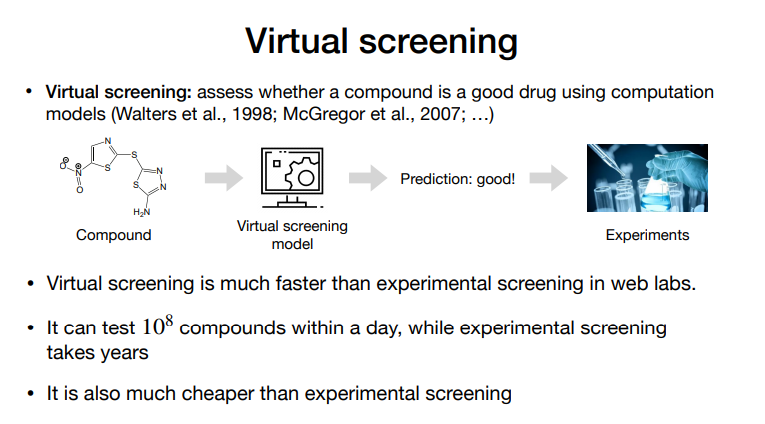 Virtual screening
• Virtual screening: assess whether a compound is a good drug using computation
models (Walters et al., 1998; McGregor et al., 2007; …)
N
S
S
N
N
S
N
O
O
H₂N
Prediction: good!
Compound
Virtual screening
model
Experiments
• Virtual screening is much faster than experimental screening in web labs.
• It can test 10⁸ compounds within a day, while experimental screening
takes years
• It is also much cheaper than experimental screening